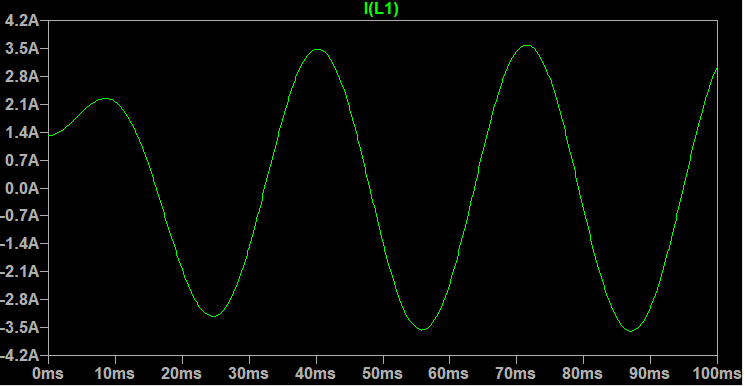 I(L1)
4.2A
3.5A
2.8A
2.1A
1.4A
0.7A
0.0A
-0.7A
-1.4A
-2.1A
-2.8A
-3.5A
-4.2A
0ms 10ms 20ms 30ms 40ms 50ms 60ms 70ms 80ms 90ms 100ms